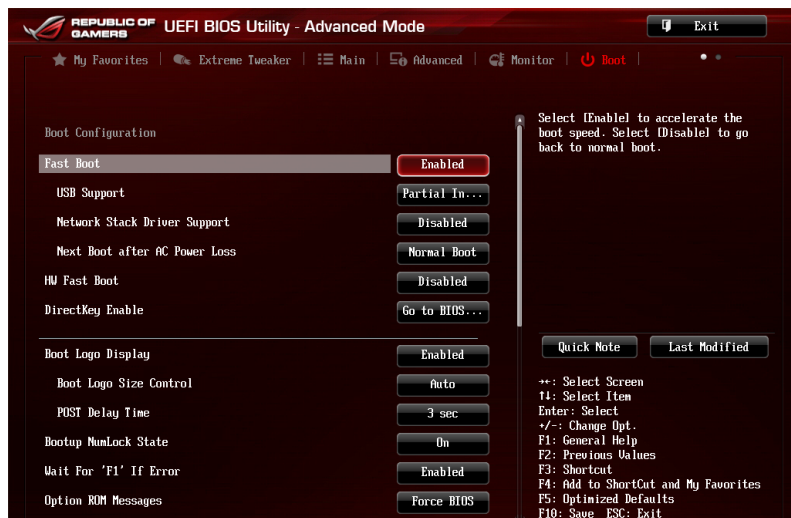 REPUBLIC OF GAMERS UEFI BIOS Utility - Advanced Mode
Exit
My Favorites Extreme Tweaker Main Advanced Monitor Boot
Boot Configuration
Fast Boot Enabled
USB Support Partial In...
Network Stack Driver Support Disabled
Next Boot after AC Power Loss Normal Boot
HW Fast Boot Disabled
DirectKey Enable Go to BIOS...
Boot Logo Display Enabled
Boot Logo Size Control Auto
POST Delay Time 3 sec
Bootup NumLock State On
Wait For 'F1' If Error Enabled
Option ROM Messages Force BIOS
Select [Enable] to accelerate the
boot speed. Select [Disable] to go
back to normal boot.
Quick Note Last Modified
→←: Select Screen
↑↓: Select Item
Enter: Select
+/-: Change Opt.
F1: General Help
F2: Previous Values
F3: Shortcut
F4: Add to ShortCut and My Favorites
F5: Optimized Defaults
F10: Save ESC: Exit